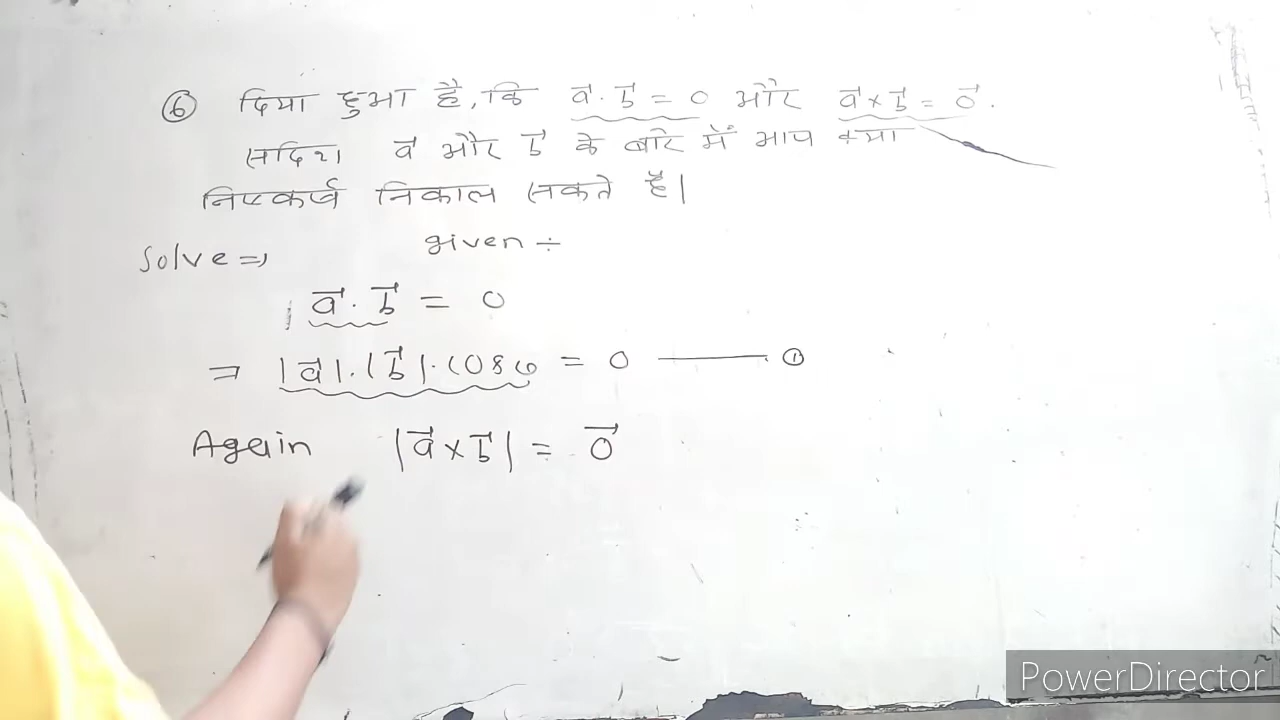 ⑥ दिया हुआ है, कि a⃗ . b⃗ = 0 और a⃗ × b⃗ = 0⃗ .
सदिश a⃗ और b⃗ के बारे में आप क्या
निष्कर्ष निकाल सकते है।
Solve ⇒ given ÷
a⃗ . b⃗ = 0
⇒ |a⃗| . |b⃗| . cosθ = 0 —— ①
Again |a⃗ × b⃗| = 0⃗
PowerDirector